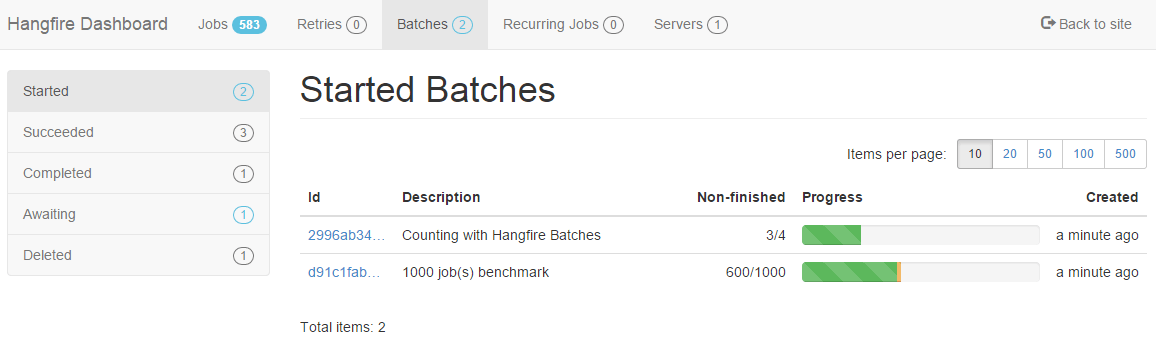 Hangfire Dashboard Jobs 583 Retries 0 Batches 2 Recurring Jobs 0 Servers 1 Back to site
Started 2
Succeeded 3
Completed 1
Awaiting 1
Deleted 1
Started Batches
Items per page: 10 20 50 100 500
Id Description Non-finished Progress Created
2996ab34... Counting with Hangfire Batches 3/4 a minute ago
d91c1fab... 1000 job(s) benchmark 600/1000 a minute ago
Total items: 2